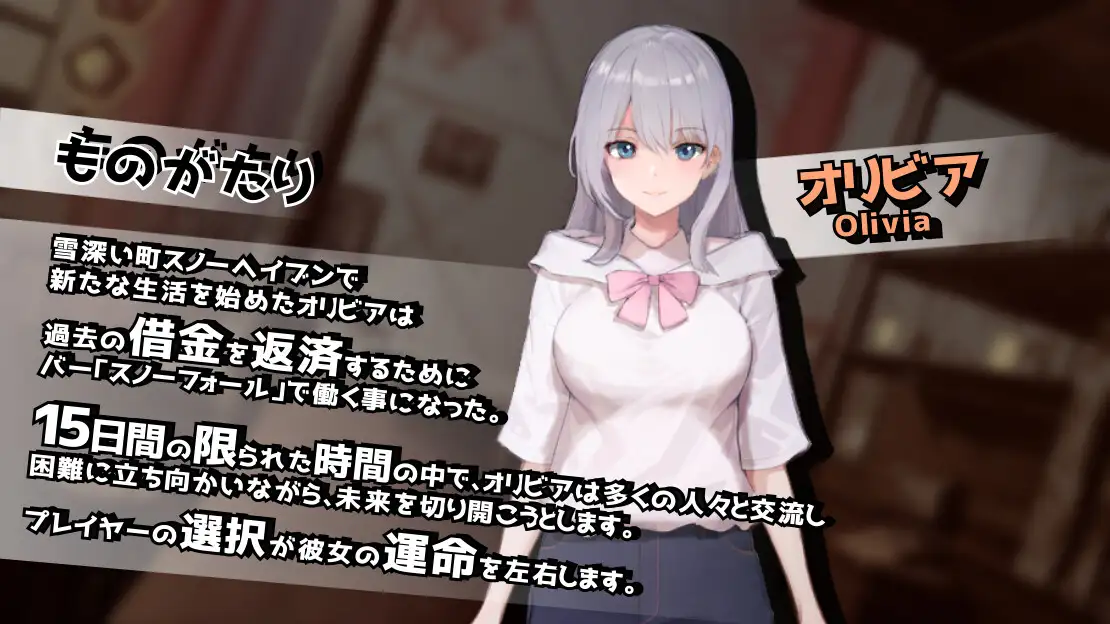 ものがたり
オリビア
Olivia
雪深い町スノーヘイブンで
新たな生活を始めたオリビアは
過去の借金を返済するために
バー「スノーフォール」で働く事になった。
15日間の限られた時間の中で、オリビアは多くの人々と交流し
困難に立ち向かいながら、未来を切り開こうとします。
プレイヤーの選択が彼女の運命を左右します。